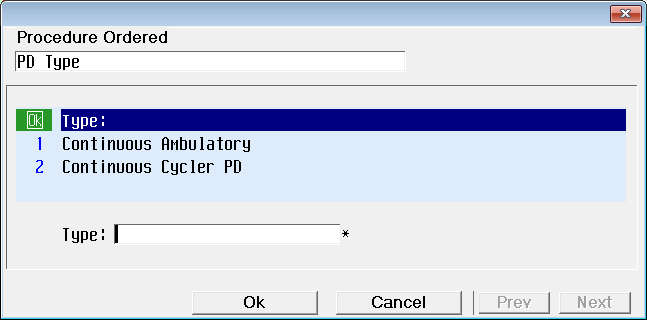 Procedure Ordered
PD Type
Ok Type:
1 Continuous Ambulatory
2 Continuous Cycler PD
Type: *
Ok Cancel Prev Next